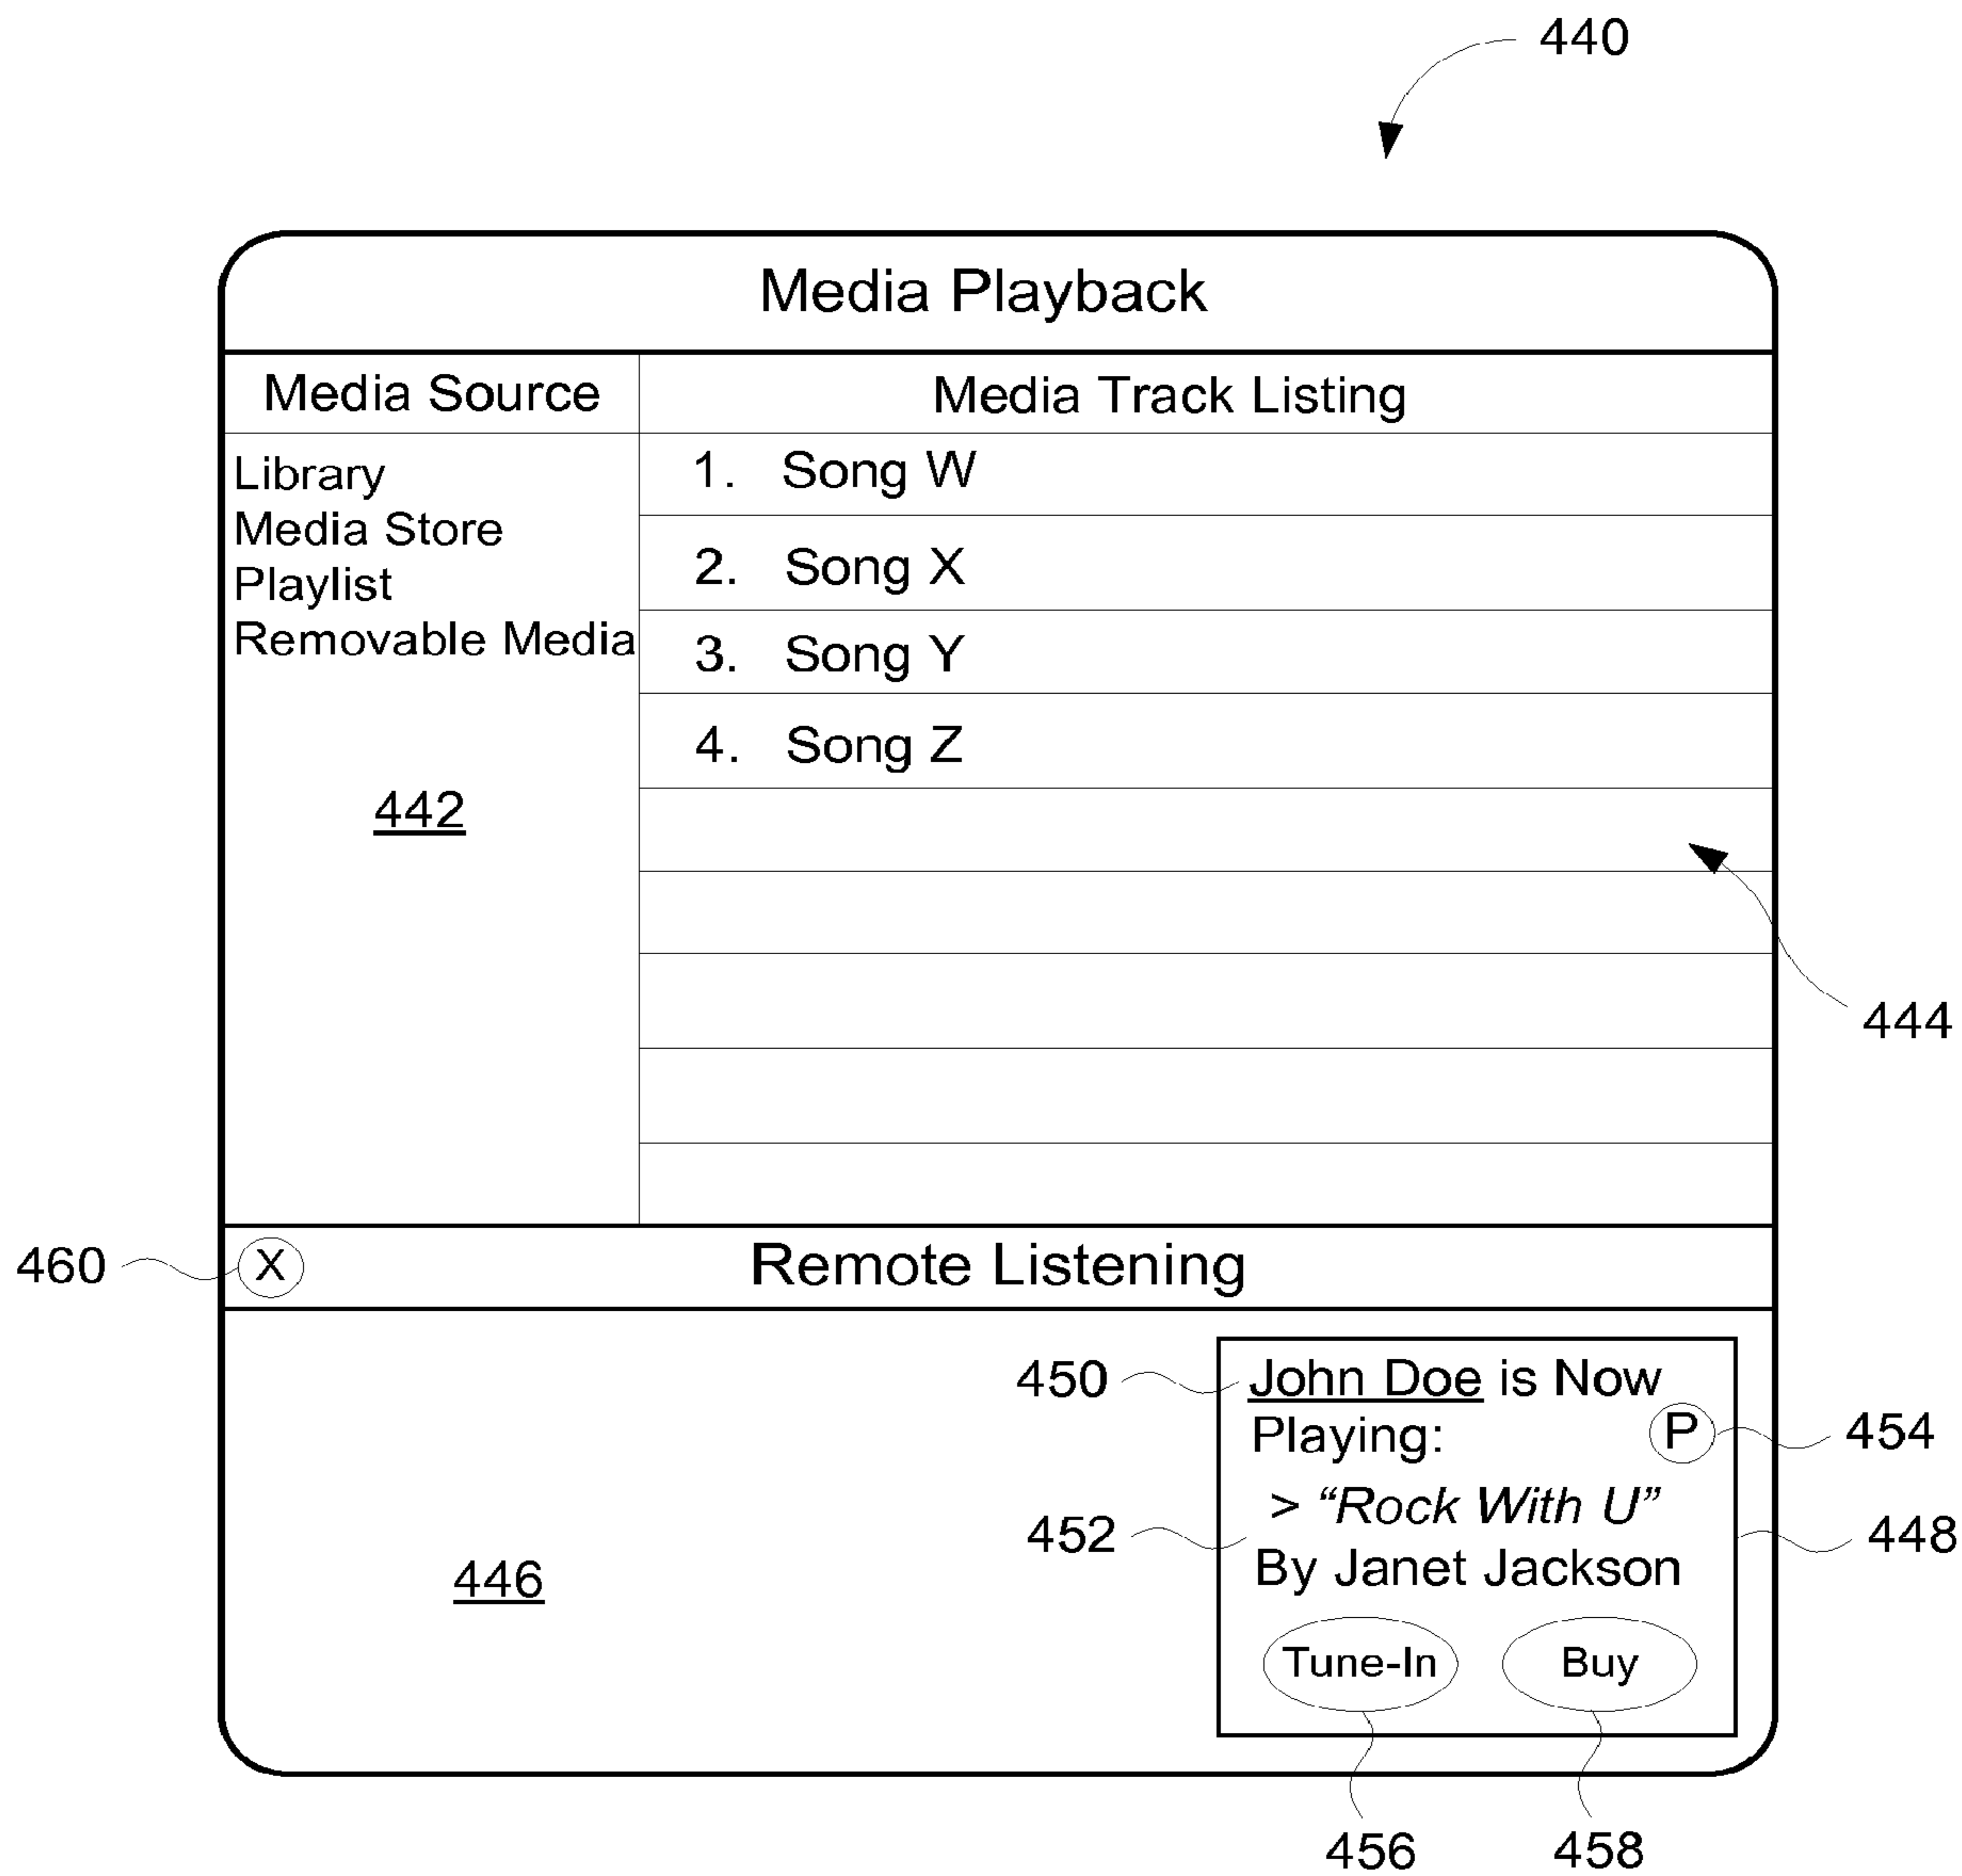 440
Media Playback
Media Source
Media Track Listing
Library
Media Store
Playlist
Removable Media
442
1. Song W
2. Song X
3. Song Y
4. Song Z
444
460
X
Remote Listening
446
450
John Doe is Now
Playing:
P
454
> “Rock With U”
452
By Janet Jackson
448
Tune-In
Buy
456
458